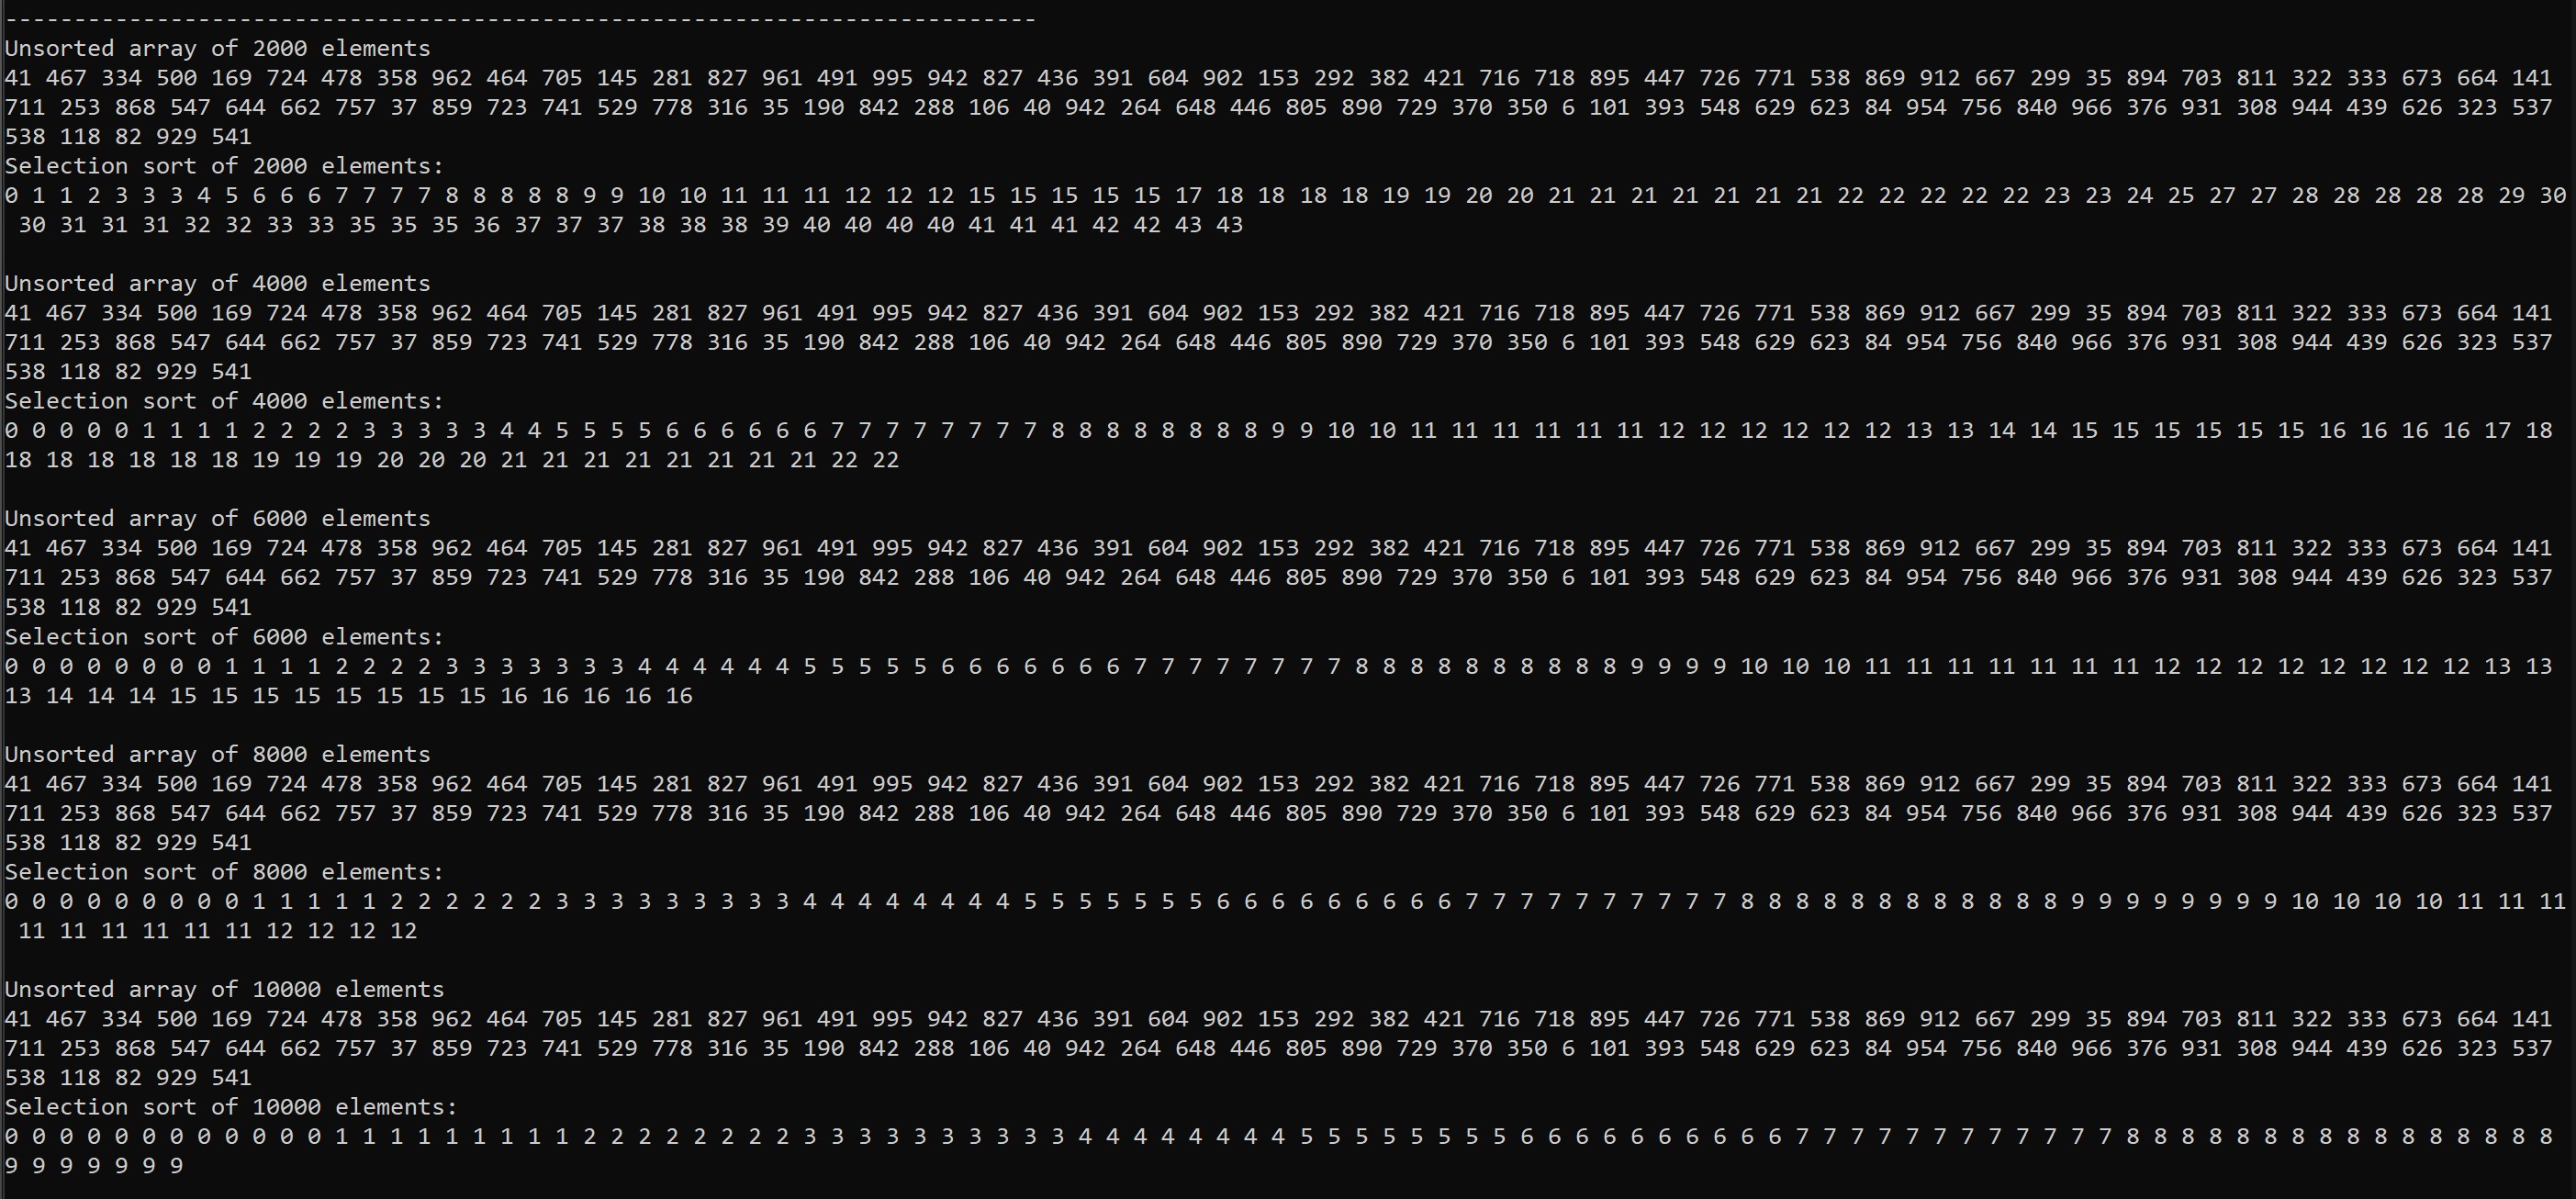 ---------------------------------------------------------------------------
Unsorted array of 2000 elements
41 467 334 500 169 724 478 358 962 464 705 145 281 827 961 491 995 942 827 436 391 604 902 153 292 382 421 716 718 895 447 726 771 538 869 912 667 299 35 894 703 811 322 333 673 664 141
711 253 868 547 644 662 757 37 859 723 741 529 778 316 35 190 842 288 106 40 942 264 648 446 805 890 729 370 350 6 101 393 548 629 623 84 954 756 840 966 376 931 308 944 439 626 323 537
538 118 82 929 541
Selection sort of 2000 elements:
0 1 1 2 3 3 3 4 5 6 6 6 7 7 7 7 8 8 8 8 8 9 9 10 10 11 11 11 12 12 12 15 15 15 15 15 17 18 18 18 18 19 19 20 20 21 21 21 21 21 21 21 22 22 22 22 22 23 23 24 25 27 27 28 28 28 28 28 29 30
30 31 31 31 32 32 33 33 35 35 35 36 37 37 37 38 38 38 39 40 40 40 40 41 41 41 42 42 43 43
Unsorted array of 4000 elements
41 467 334 500 169 724 478 358 962 464 705 145 281 827 961 491 995 942 827 436 391 604 902 153 292 382 421 716 718 895 447 726 771 538 869 912 667 299 35 894 703 811 322 333 673 664 141
711 253 868 547 644 662 757 37 859 723 741 529 778 316 35 190 842 288 106 40 942 264 648 446 805 890 729 370 350 6 101 393 548 629 623 84 954 756 840 966 376 931 308 944 439 626 323 537
538 118 82 929 541
Selection sort of 4000 elements:
0 0 0 0 0 1 1 1 1 2 2 2 2 3 3 3 3 3 4 4 5 5 5 5 6 6 6 6 6 6 7 7 7 7 7 7 7 7 8 8 8 8 8 8 8 8 9 9 10 10 11 11 11 11 11 11 12 12 12 12 12 12 13 13 14 14 15 15 15 15 15 15 16 16 16 16 17 18
18 18 18 18 18 18 19 19 19 20 20 20 21 21 21 21 21 21 21 21 22 22
Unsorted array of 6000 elements
41 467 334 500 169 724 478 358 962 464 705 145 281 827 961 491 995 942 827 436 391 604 902 153 292 382 421 716 718 895 447 726 771 538 869 912 667 299 35 894 703 811 322 333 673 664 141
711 253 868 547 644 662 757 37 859 723 741 529 778 316 35 190 842 288 106 40 942 264 648 446 805 890 729 370 350 6 101 393 548 629 623 84 954 756 840 966 376 931 308 944 439 626 323 537
538 118 82 929 541
Selection sort of 6000 elements:
0 0 0 0 0 0 0 0 1 1 1 1 2 2 2 2 3 3 3 3 3 3 3 4 4 4 4 4 4 5 5 5 5 5 6 6 6 6 6 6 6 7 7 7 7 7 7 7 7 8 8 8 8 8 8 8 8 8 8 9 9 9 9 10 10 10 11 11 11 11 11 11 11 12 12 12 12 12 12 12 12 13 13
13 14 14 14 15 15 15 15 15 15 15 15 16 16 16 16 16
Unsorted array of 8000 elements
41 467 334 500 169 724 478 358 962 464 705 145 281 827 961 491 995 942 827 436 391 604 902 153 292 382 421 716 718 895 447 726 771 538 869 912 667 299 35 894 703 811 322 333 673 664 141
711 253 868 547 644 662 757 37 859 723 741 529 778 316 35 190 842 288 106 40 942 264 648 446 805 890 729 370 350 6 101 393 548 629 623 84 954 756 840 966 376 931 308 944 439 626 323 537
538 118 82 929 541
Selection sort of 8000 elements:
0 0 0 0 0 0 0 0 0 1 1 1 1 1 2 2 2 2 2 2 3 3 3 3 3 3 3 3 3 4 4 4 4 4 4 4 4 5 5 5 5 5 5 5 6 6 6 6 6 6 6 6 6 7 7 7 7 7 7 7 7 7 7 8 8 8 8 8 8 8 8 8 8 8 8 9 9 9 9 9 9 9 9 10 10 10 10 11 11 11
11 11 11 11 11 11 12 12 12 12
Unsorted array of 10000 elements
41 467 334 500 169 724 478 358 962 464 705 145 281 827 961 491 995 942 827 436 391 604 902 153 292 382 421 716 718 895 447 726 771 538 869 912 667 299 35 894 703 811 322 333 673 664 141
711 253 868 547 644 662 757 37 859 723 741 529 778 316 35 190 842 288 106 40 942 264 648 446 805 890 729 370 350 6 101 393 548 629 623 84 954 756 840 966 376 931 308 944 439 626 323 537
538 118 82 929 541
Selection sort of 10000 elements:
0 0 0 0 0 0 0 0 0 0 0 0 1 1 1 1 1 1 1 1 1 2 2 2 2 2 2 2 2 3 3 3 3 3 3 3 3 3 3 4 4 4 4 4 4 4 4 5 5 5 5 5 5 5 5 6 6 6 6 6 6 6 6 6 6 7 7 7 7 7 7 7 7 7 7 7 7 8 8 8 8 8 8 8 8 8 8 8 8 8 8 8 8
9 9 9 9 9 9 9